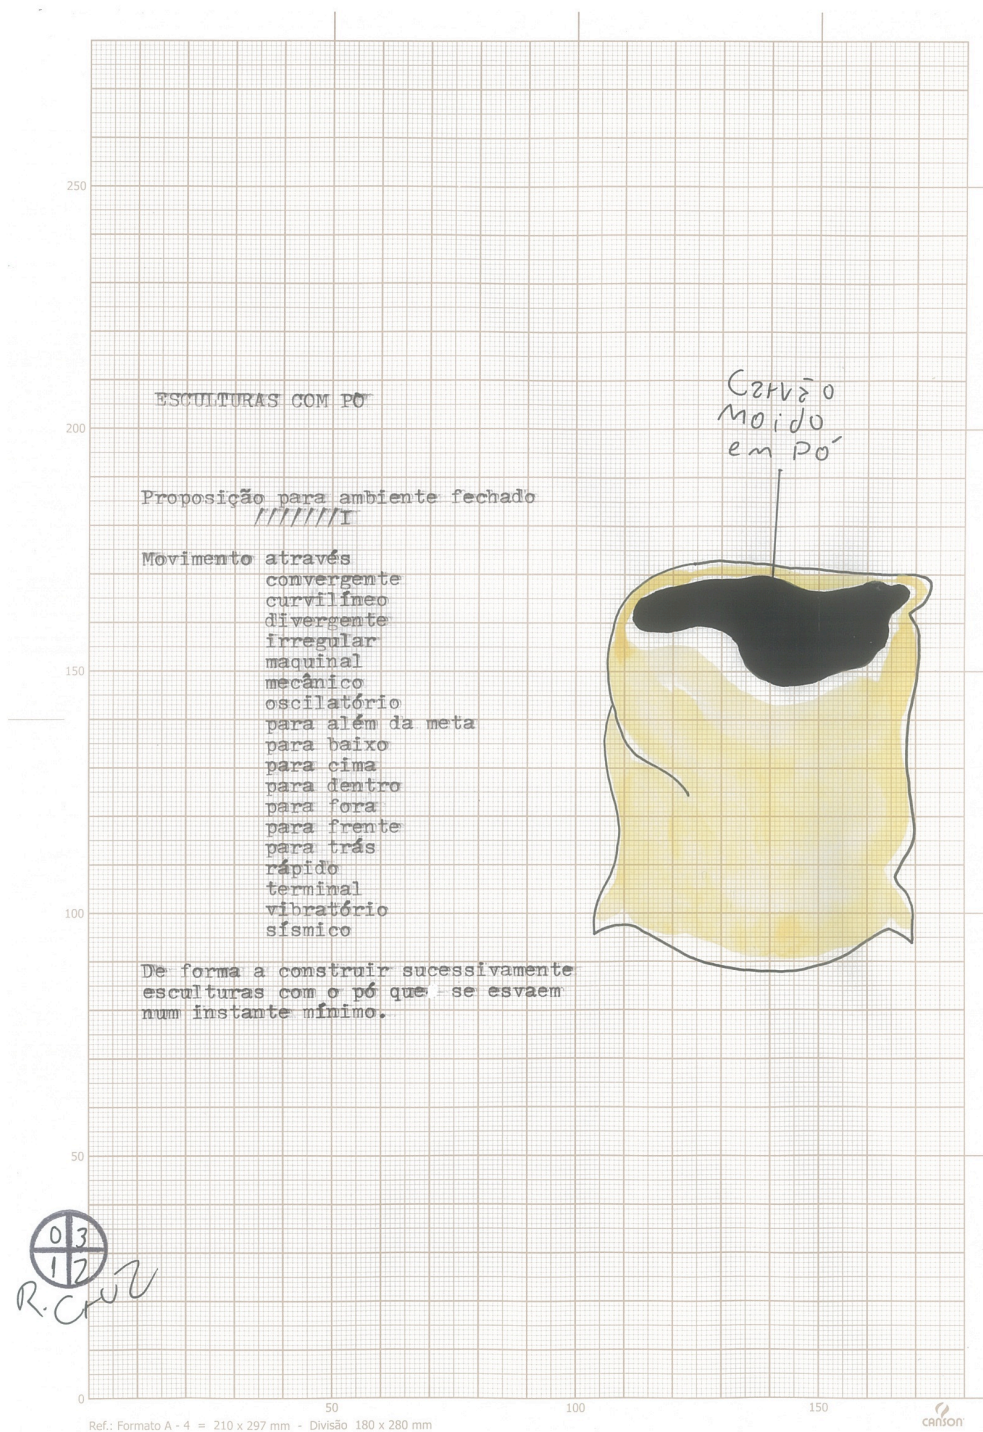 250
Carvão
ESCULTURAS COM PÓ
Moido
200
em Pó
Proposição para ambiente fechado
///////I
Movimento através
convergente
curvilíneo
divergente
irregular
maquinal
150
mecânico
oscilatório
para além da meta
para baixo
para cima
para dentro
para fora
para frente
para trás
rápido
terminal
100
vibratório
sísmico
De forma a construir sucessivamente
esculturas com o pó que se esvaem
num instante mínimo.
50
0 3
1 2
R. Cruz
0
50
100
150
Ref.: Formato A - 4 = 210 x 297 mm - Divisão 180 x 280 mm
CANSON